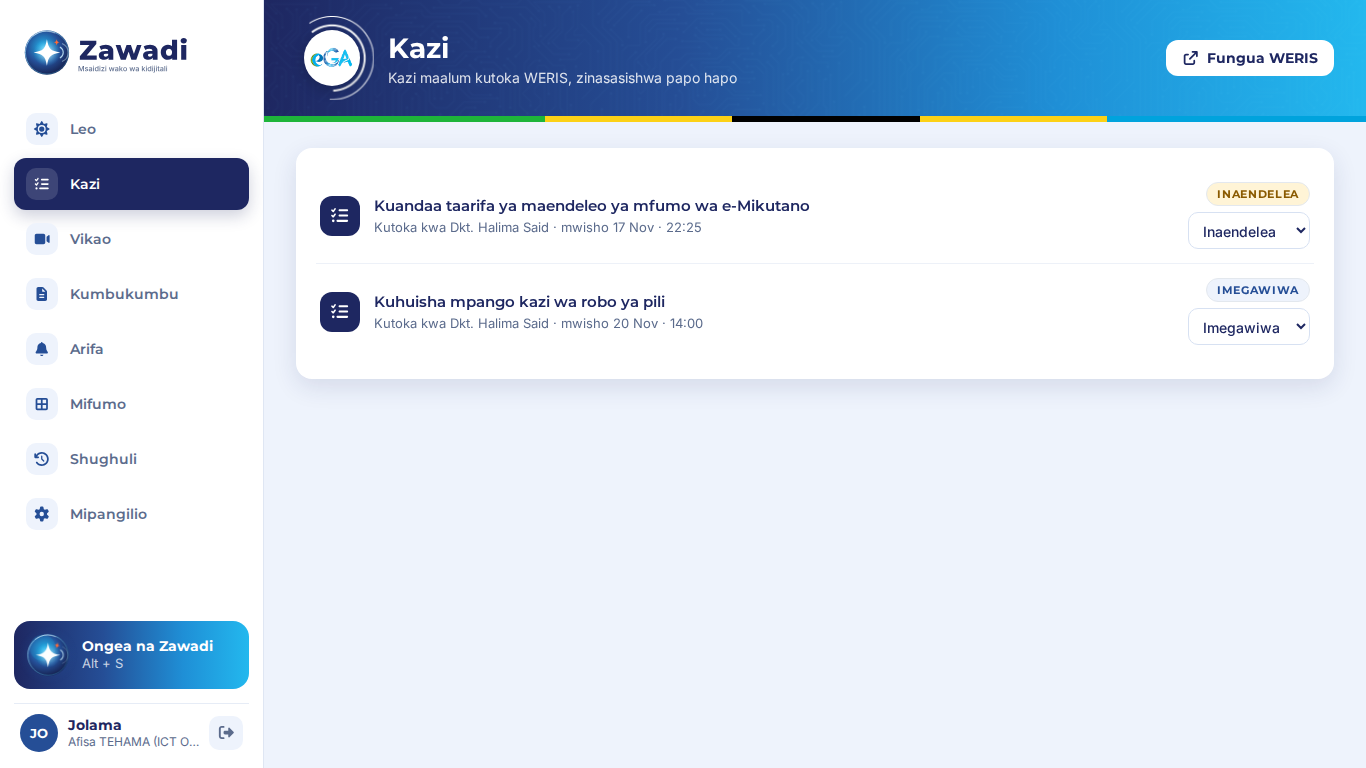 Zawadi
Msaidizi wako wa kidijitali
Leo
Kazi
Vikao
Kumbukumbu
Arifa
Mifumo
Shughuli
Mipangilio
Ongea na Zawadi
Alt + S
JO
Jolama
Afisa TEHAMA (ICT O...
eGA
Kazi
Kazi maalum kutoka WERIS, zinasasishwa papo hapo
Fungua WERIS
Kuandaa taarifa ya maendeleo ya mfumo wa e-Mikutano
Kutoka kwa Dkt. Halima Said · mwisho 17 Nov · 22:25
INAENDELEA
Inaendelea
Kuhuisha mpango kazi wa robo ya pili
Kutoka kwa Dkt. Halima Said · mwisho 20 Nov · 14:00
IMEGAWIWA
Imegawiwa